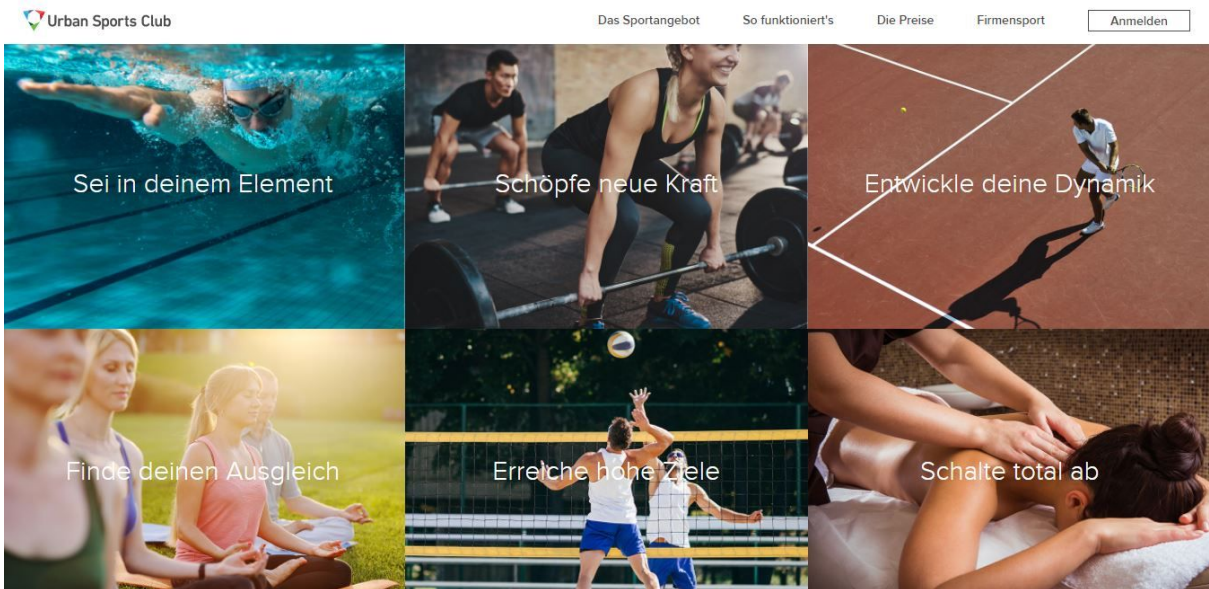 Urban Sports Club
Das Sportangebot
So funktioniert's
Die Preise
Firmensport
Anmelden
Sei in deinem Element
Schöpfe neue Kraft
Entwickle deine Dynamik
Finde deinen Ausgleich
Erreiche hohe Ziele
Schalte total ab